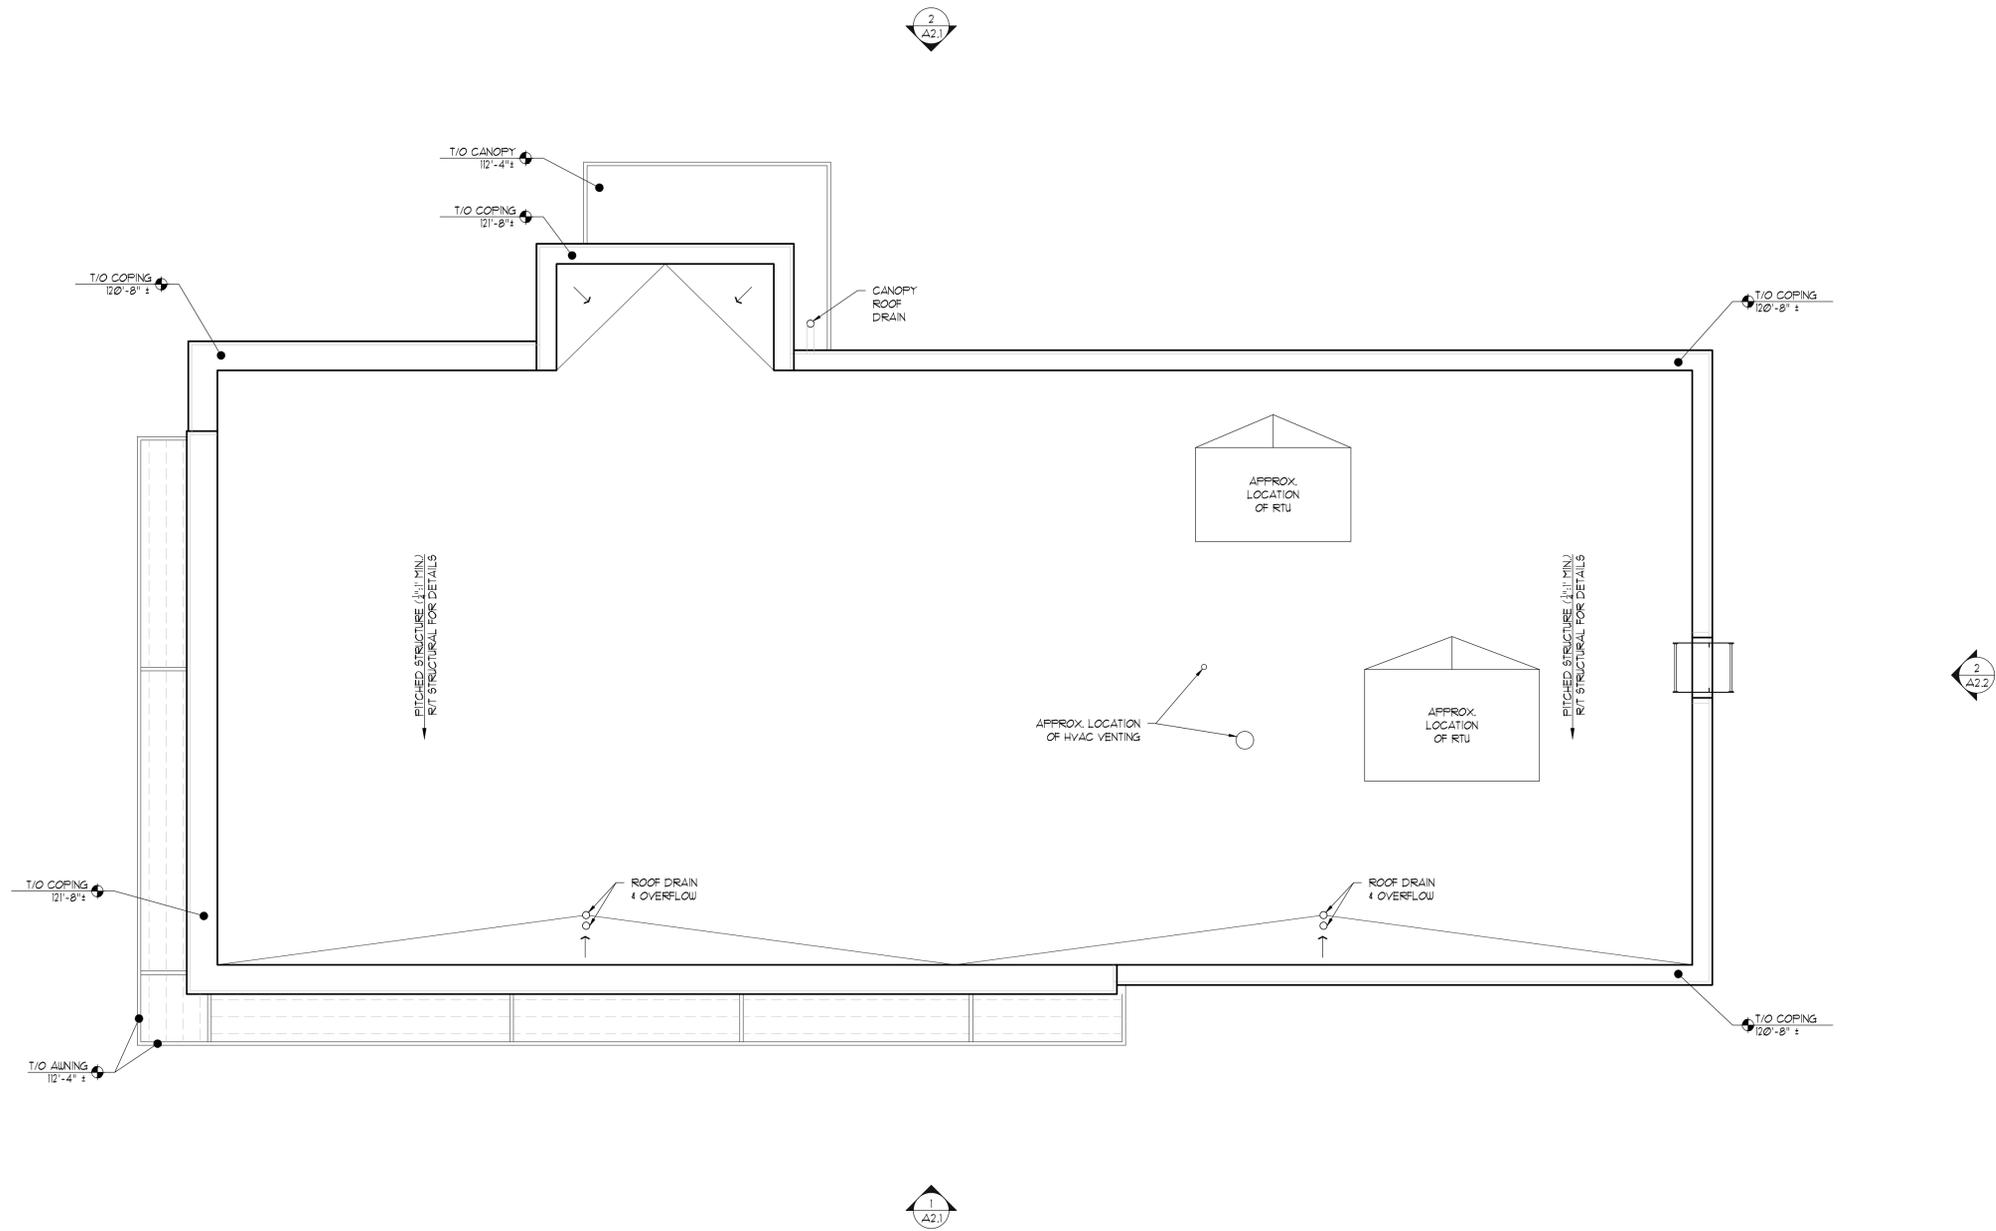 2
A2.1
T/O CANOPY
112'-4"±
T/O COPING
121'-8"±
T/O COPING
120'-8" ±
CANOPY
ROOF
DRAIN
T/O COPING
120'-8" ±
APPROX.
LOCATION
OF RTU
PITCHED STRUCTURE (¼":1' MIN.)
R/T STRUCTURAL FOR DETAILS
PITCHED STRUCTURE (¼":1' MIN.)
R/T STRUCTURAL FOR DETAILS
2
A2.2
APPROX. LOCATION
OF HVAC VENTING
APPROX.
LOCATION
OF RTU
T/O COPING
121'-8"±
ROOF DRAIN
& OVERFLOW
ROOF DRAIN
& OVERFLOW
T/O COPING
120'-8" ±
T/O AWNING
112'-4" ±
1
A2.1